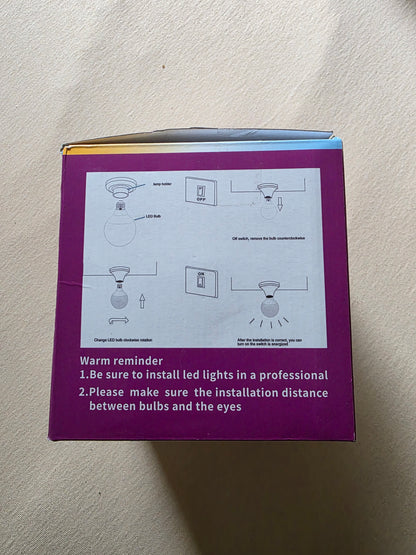 lamp holder
LED Bulb
OFF
Off switch, remove the bulb counterclockwise
ON
Change LED bulb clockwise rotation
After the installation is correct, you can
turn on the switch is energized
Warm reminder
1.Be sure to install led lights in a professional
2.Please make sure the installation distance
between bulbs and the eyes